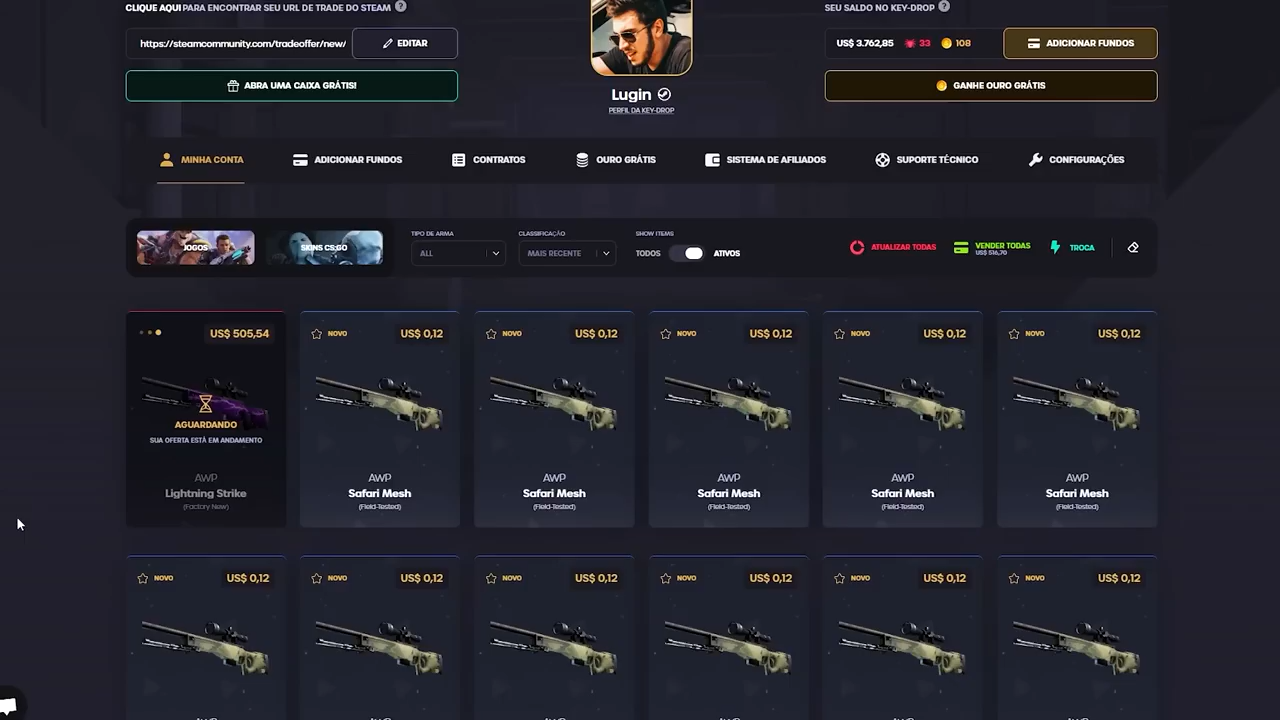 CLIQUE AQUI PARA ENCONTRAR SEU URL DE TRADE DO STEAM ?
https://steamcommunity.com/tradeoffer/new/
EDITAR
ABRA UMA CAIXA GRÁTIS!
Lugin
PERFIL DA KEY-DROP
SEU SALDO NO KEY-DROP ?
US$ 3.762,85 33 108
ADICIONAR FUNDOS
GANHE OURO GRÁTIS
MINHA CONTA
ADICIONAR FUNDOS
CONTRATOS
OURO GRÁTIS
SISTEMA DE AFILIADOS
SUPORTE TÉCNICO
CONFIGURAÇÕES
JOGOS
SKINS CS:GO
TIPO DE ARMA
ALL
CLASSIFICAÇÃO
MAIS RECENTE
SHOW ITEMS
TODOS ATIVOS
ATUALIZAR TODAS
VENDER TODAS
US$ 516,70
TROCA
US$ 505,54
AGUARDANDO
SUA OFERTA ESTÁ EM ANDAMENTO
AWP
Lightning Strike
(Factory New)
NOVO US$ 0,12
AWP
Safari Mesh
(Field-Tested)
NOVO US$ 0,12
AWP
Safari Mesh
(Field-Tested)
NOVO US$ 0,12
AWP
Safari Mesh
(Field-Tested)
NOVO US$ 0,12
AWP
Safari Mesh
(Field-Tested)
NOVO US$ 0,12
AWP
Safari Mesh
(Field-Tested)
NOVO US$ 0,12
NOVO US$ 0,12
NOVO US$ 0,12
NOVO US$ 0,12
NOVO US$ 0,12
NOVO US$ 0,12